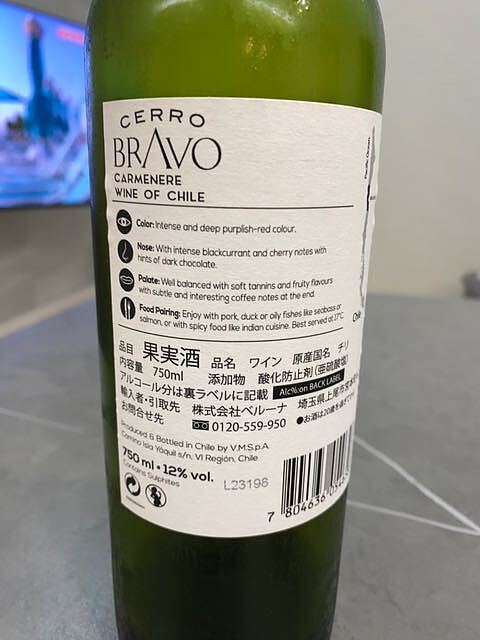 CERRO
BRAVO
CARMENERE
WINE OF CHILE
Color: Intense and deep purplish-red colour.
Nose: With intense blackcurrant and cherry notes with
hints of dark chocolate.
Palate: Well balanced with soft tannins and fruity flavours
with subtle and interesting coffee notes at the end.
Food Pairing: Enjoy with pork, duck or oily fishes like seabass or
salmon, or with spicy food like indian cuisine. Best served at 17°C.
Pacific Ocean
Chile
品目 果実酒 品名 ワイン 原産国名 チリ
内容量 750ml 添加物 酸化防止剤(亜硫酸塩)
アルコール分は裏ラベルに記載 Alc%:on BACK LABEL
輸入者・引取先 株式会社ベルーナ 埼玉県上尾市宮本
お問合せ先 0120-559-950 ●お酒は20歳を過ぎて
Produced & Bottled in Chile by V.M.S.p.A
Camino Isla Yáquil s/n, VI Región, Chile
750 ml • 12% vol.
Contains Sulphites
L23198
7 804636